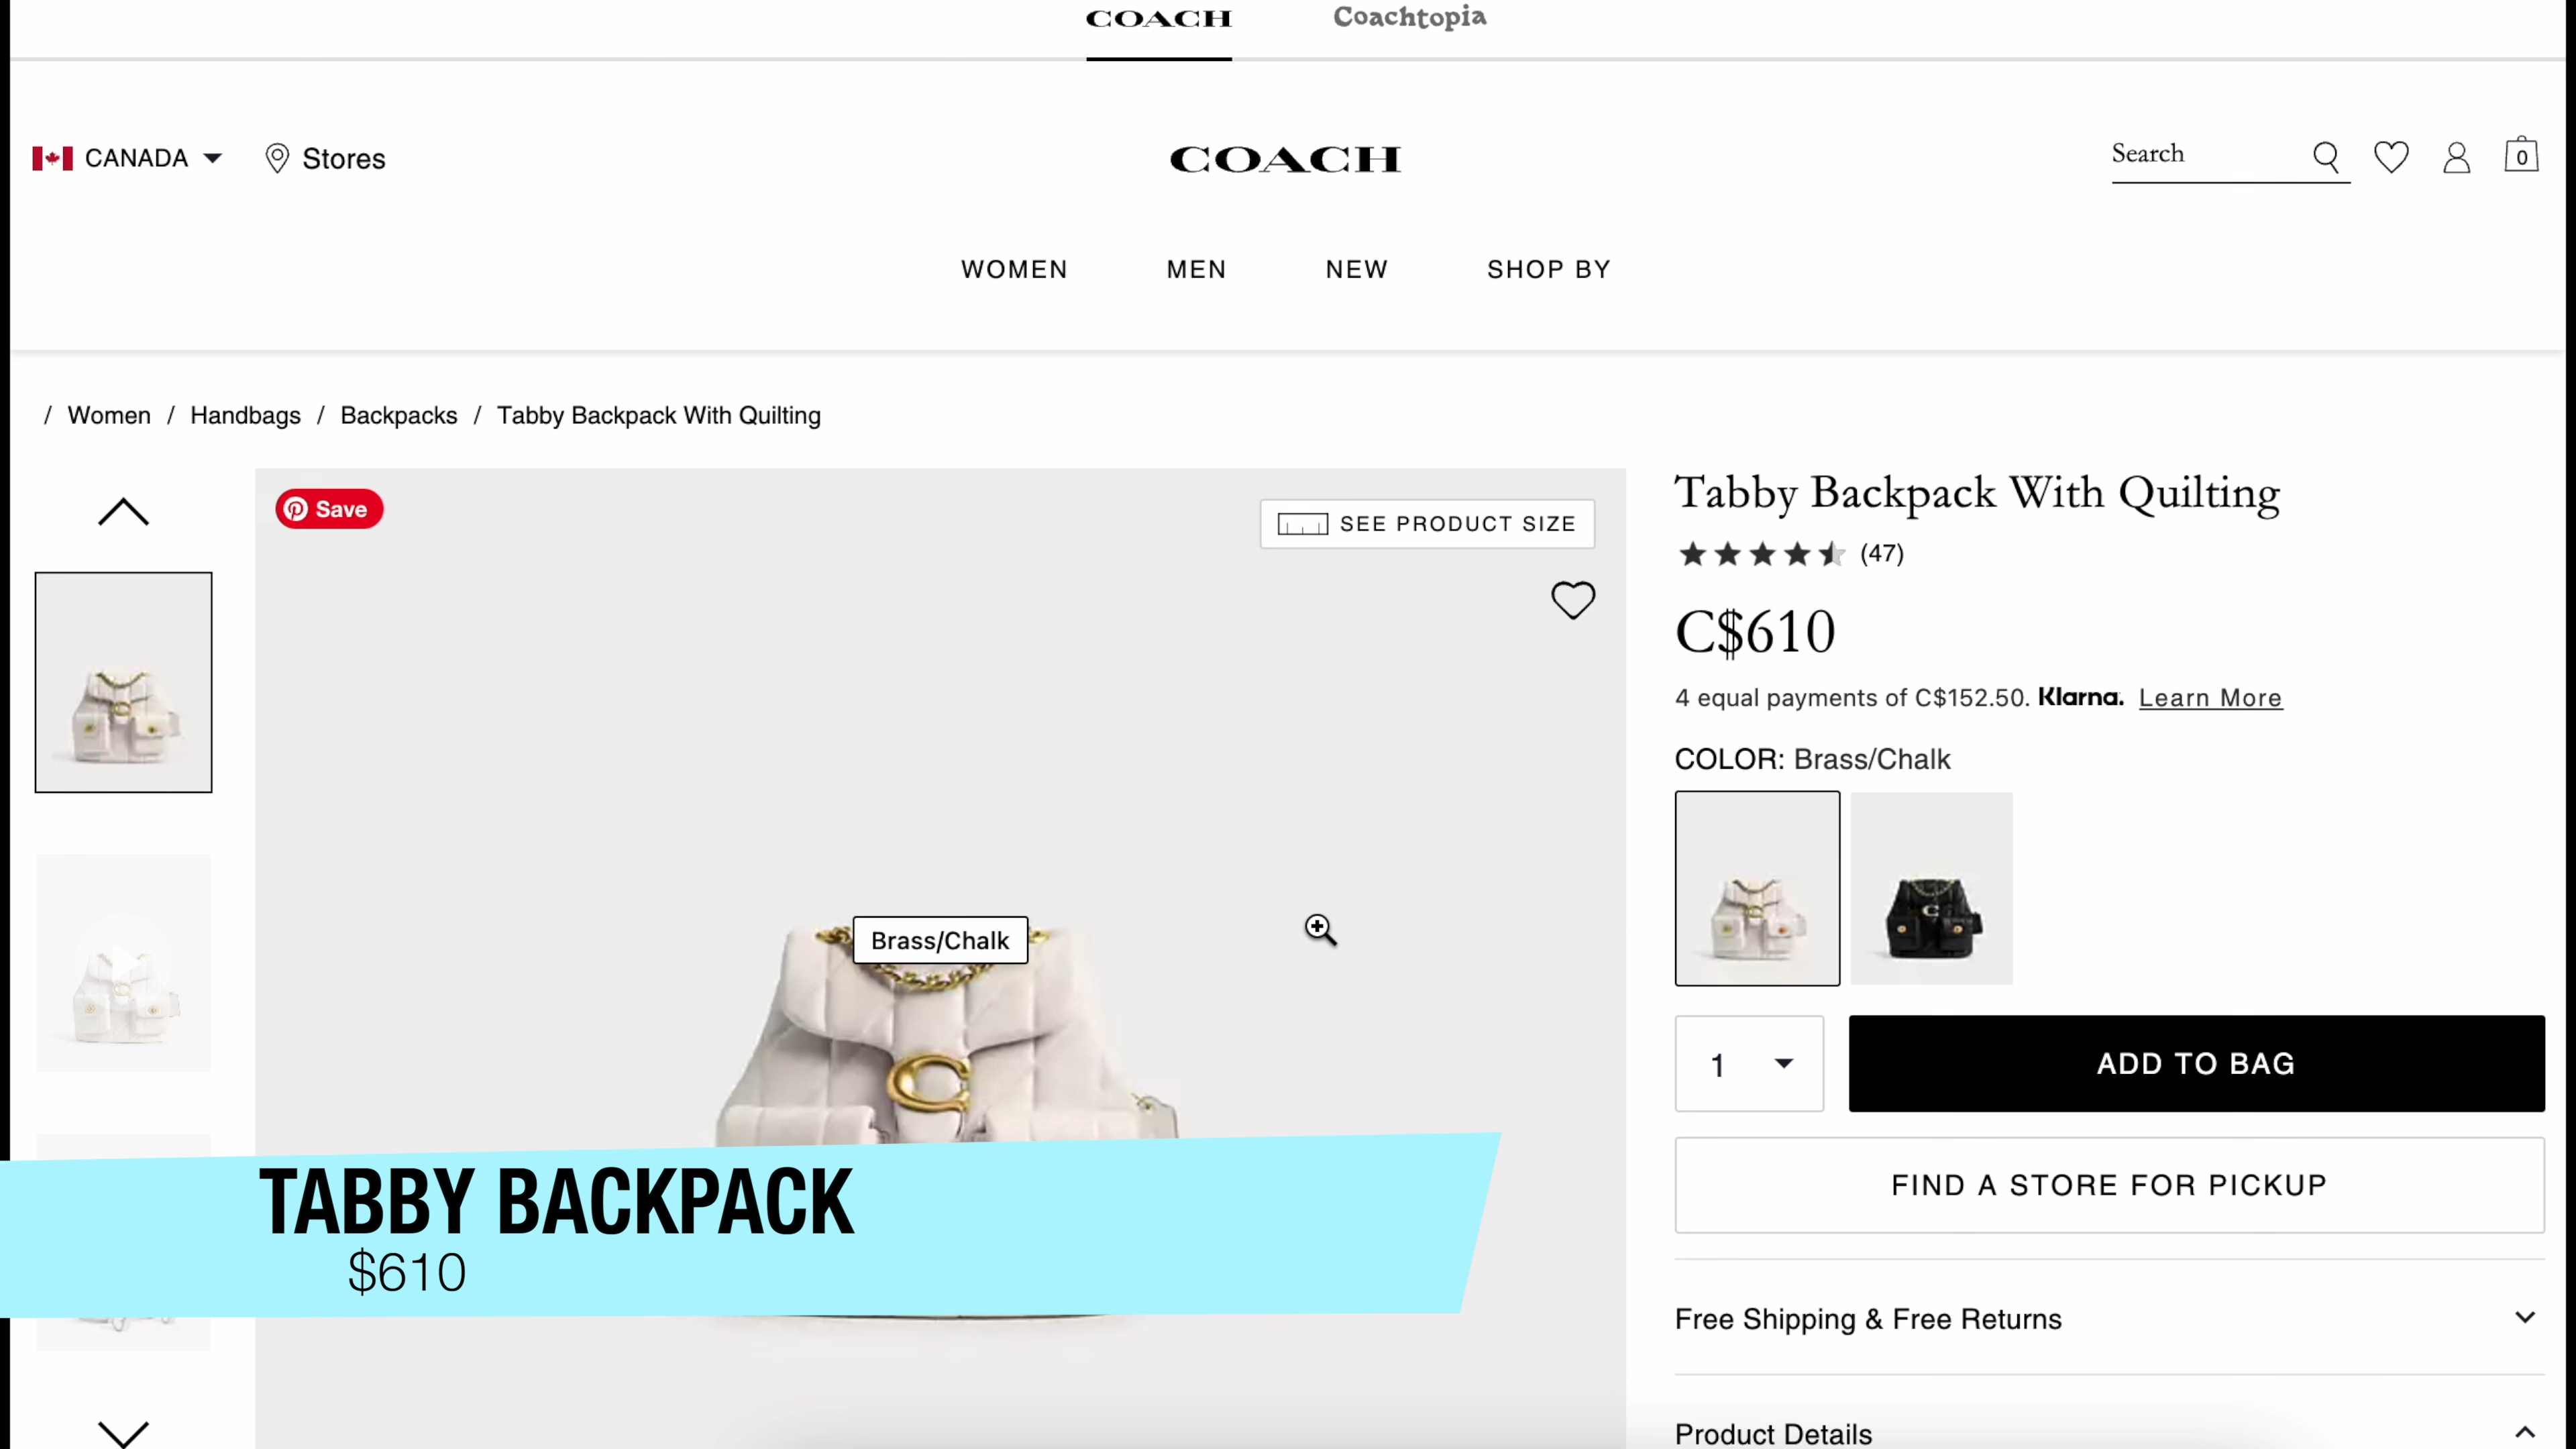 COACH
Coachtopia
CANADA
Stores
COACH
Search
0
WOMEN
MEN
NEW
SHOP BY
/ Women / Handbags / Backpacks / Tabby Backpack With Quilting
Save
SEE PRODUCT SIZE
Brass/Chalk
Tabby Backpack With Quilting
(47)
C$610
4 equal payments of C$152.50. Klarna. Learn More
COLOR: Brass/Chalk
1
ADD TO BAG
FIND A STORE FOR PICKUP
Free Shipping & Free Returns
Product Details
TABBY BACKPACK
$610